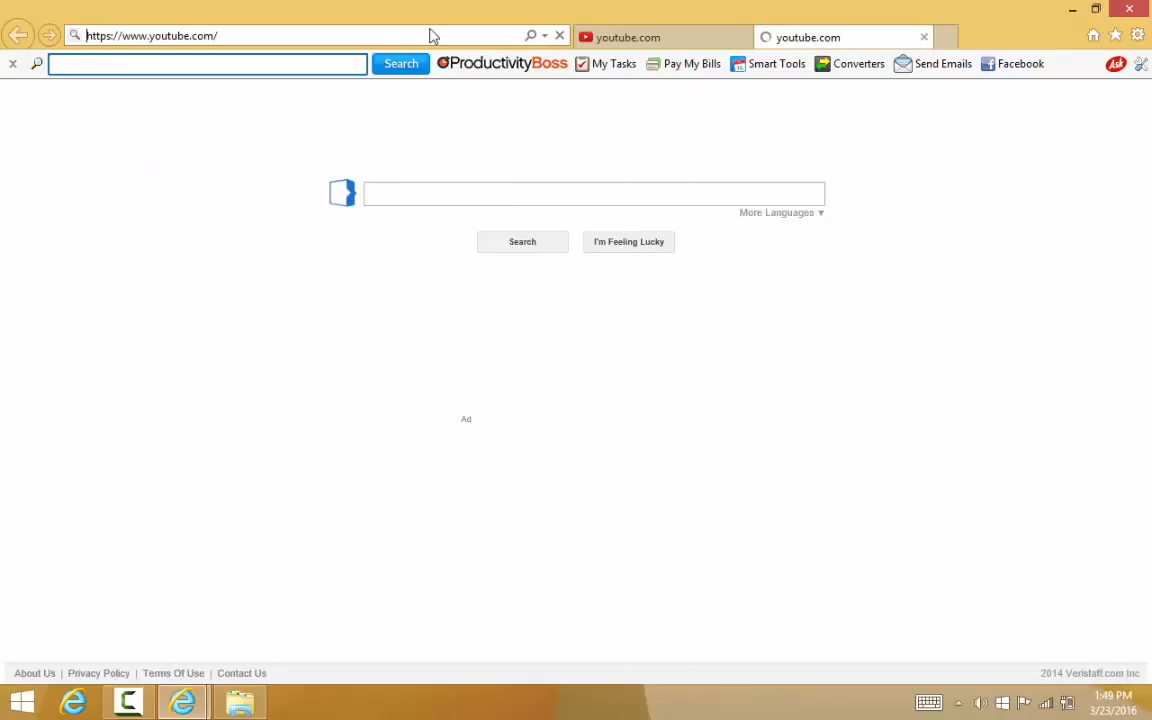 https://www.youtube.com/
youtube.com
youtube.com
Search
ProductivityBoss
My Tasks
Pay My Bills
Smart Tools
Converters
Send Emails
Facebook
Ask
More Languages ▼
Search
I'm Feeling Lucky
Ad
About Us | Privacy Policy | Terms Of Use | Contact Us
2014 Veristaff.com Inc
1:49 PM
3/23/2016